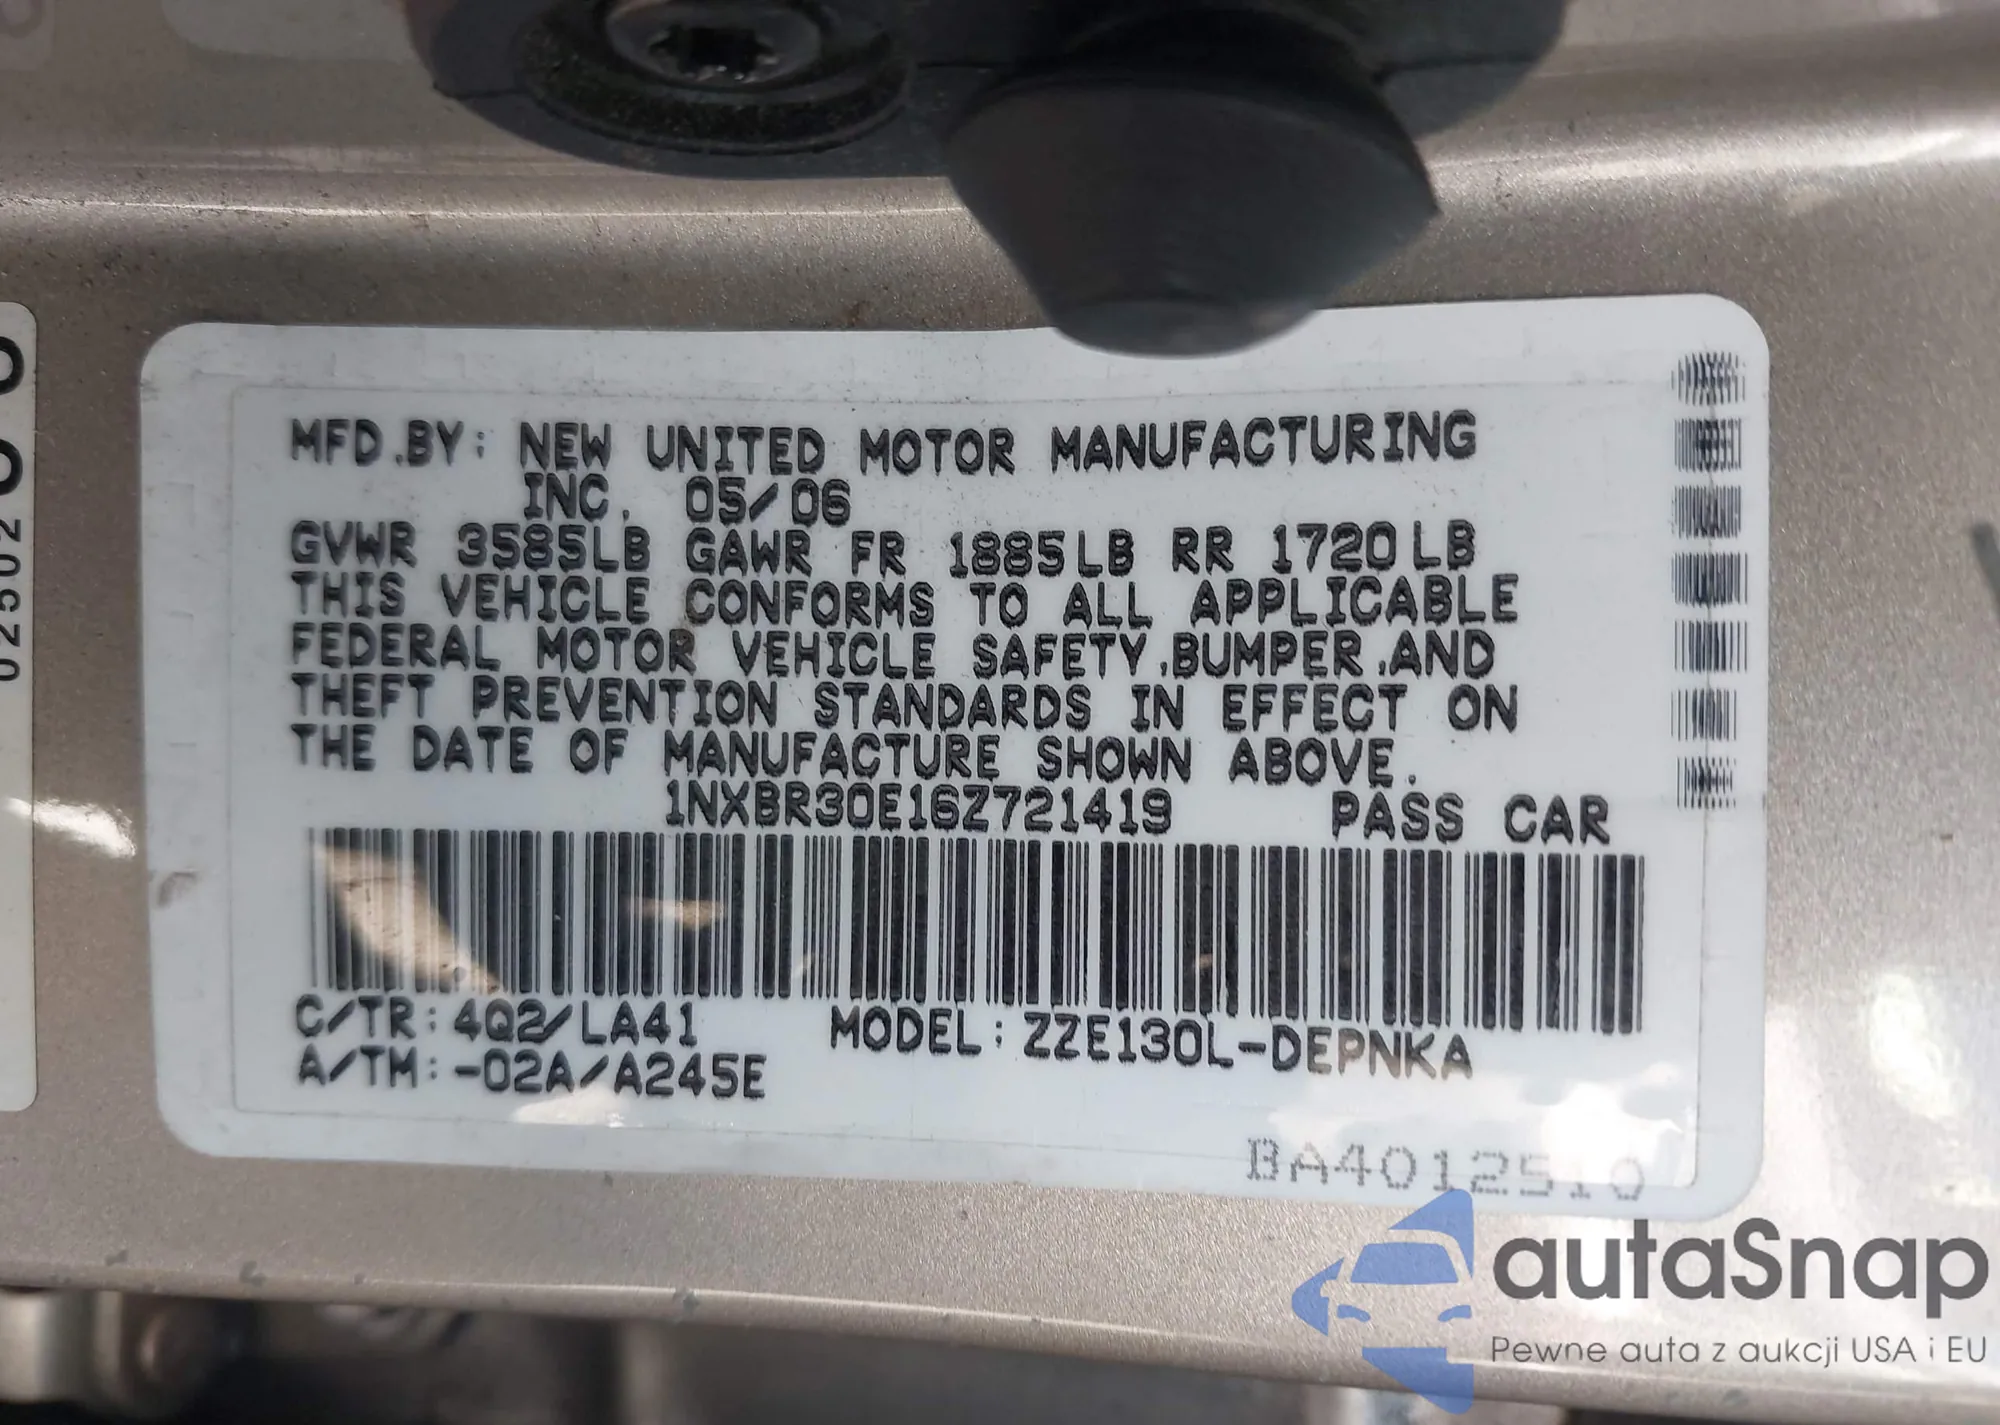 MFD.BY: NEW UNITED MOTOR MANUFACTURING
INC. 05/06
GVWR 3585LB GAWR FR 1885LB RR 1720LB
THIS VEHICLE CONFORMS TO ALL APPLICABLE
FEDERAL MOTOR VEHICLE SAFETY,BUMPER,AND
THEFT PREVENTION STANDARDS IN EFFECT ON
THE DATE OF MANUFACTURE SHOWN ABOVE.
1NXBR30E16Z721419 PASS CAR
C/TR: 4Q2/LA41 MODEL: ZZE130L-DEPNKA
A/TM: -02A/A245E
BA4012510
02502
autaSnap
Pewne auta z aukcji USA i EU